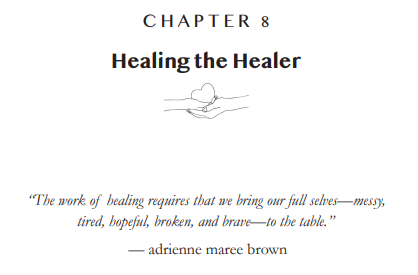 CHAPTER 8
Healing the Healer
“The work of healing requires that we bring our full selves—messy,
tired, hopeful, broken, and brave—to the table.”
— adrienne maree brown